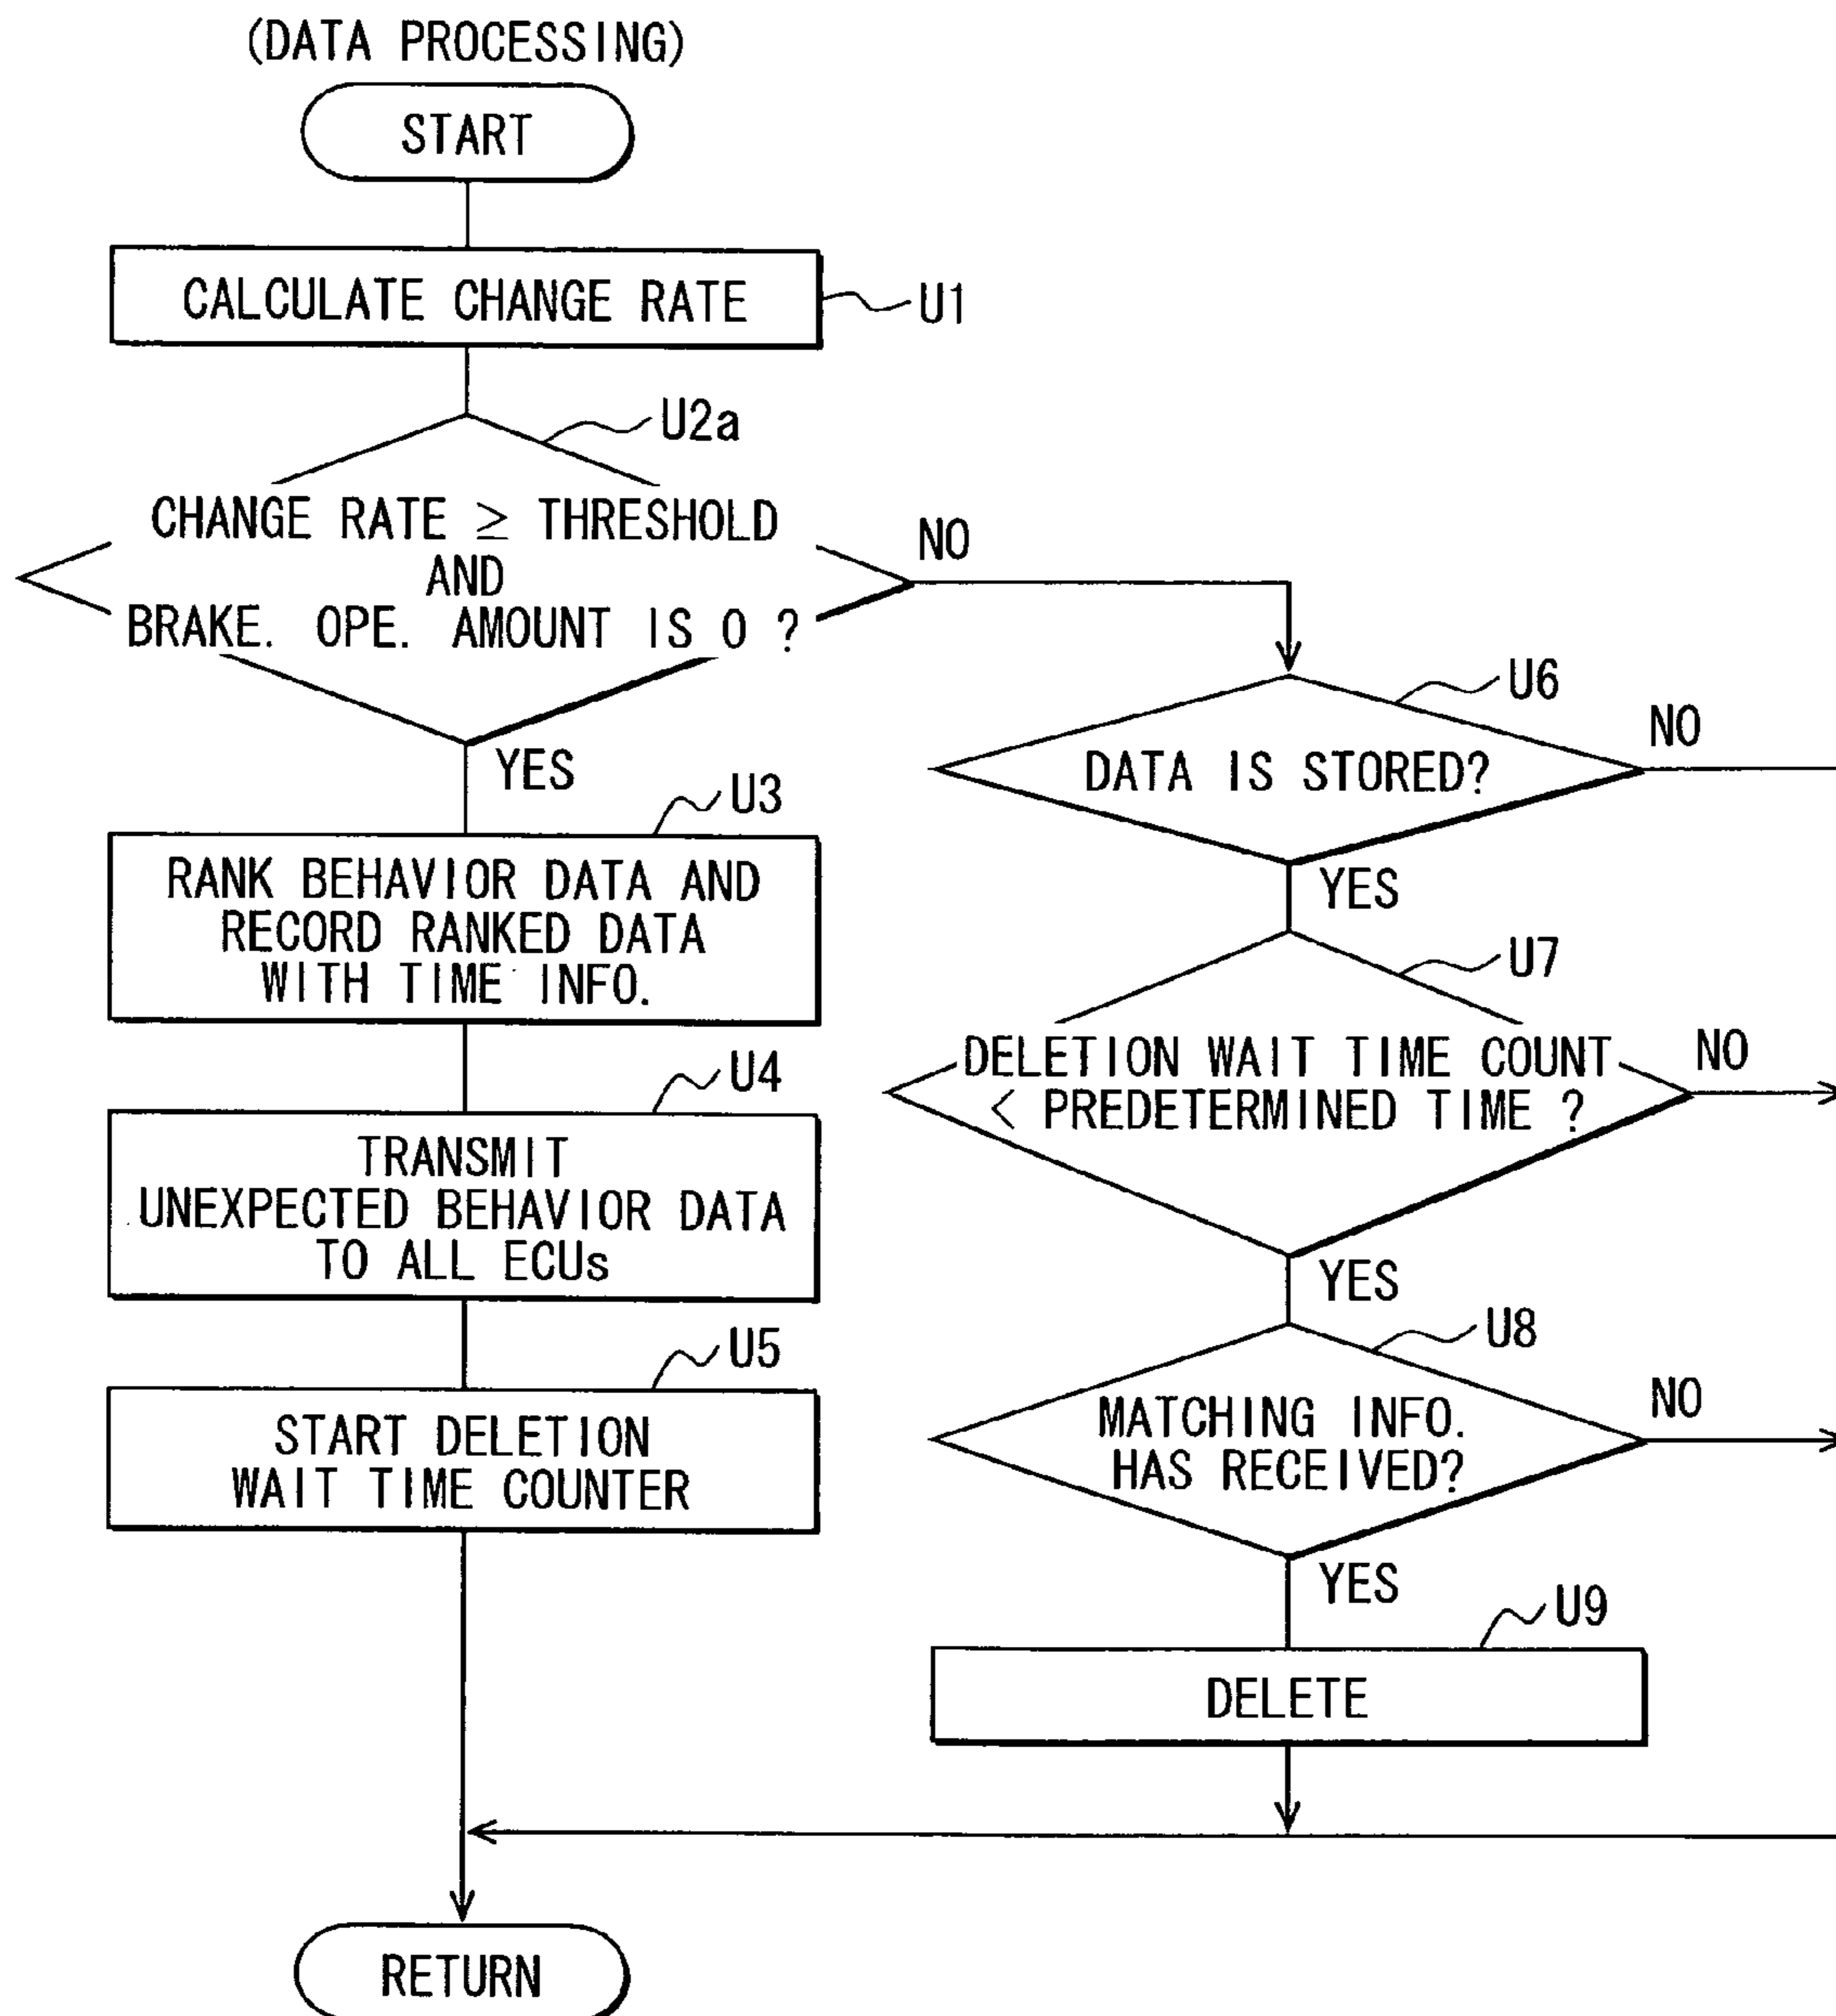 (DATA PROCESSING)
START
CALCULATE CHANGE RATE
U1
U2a
CHANGE RATE ≥ THRESHOLD
AND
BRAKE. OPE. AMOUNT IS 0 ?
NO
YES
U3
RANK BEHAVIOR DATA AND
RECORD RANKED DATA
WITH TIME INFO.
U4
TRANSMIT
UNEXPECTED BEHAVIOR DATA
TO ALL ECUs
U5
START DELETION
WAIT TIME COUNTER
U6
DATA IS STORED?
NO
YES
U7
DELETION WAIT TIME COUNT
< PREDETERMINED TIME ?
NO
YES
U8
MATCHING INFO.
HAS RECEIVED?
NO
YES
U9
DELETE
RETURN